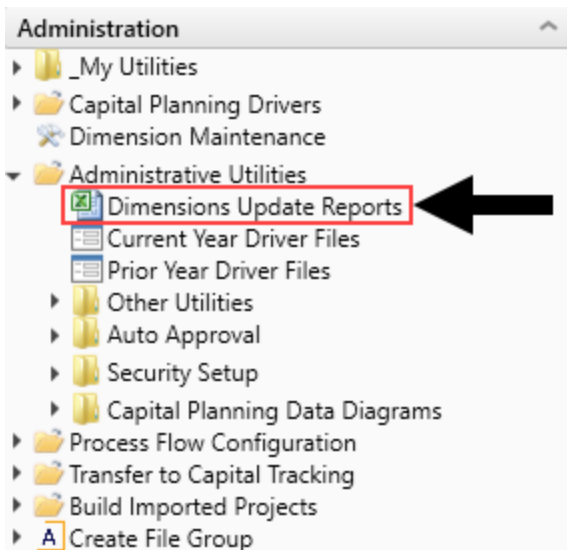 Administration
_My Utilities
Capital Planning Drivers
Dimension Maintenance
Administrative Utilities
Dimensions Update Reports
Current Year Driver Files
Prior Year Driver Files
Other Utilities
Auto Approval
Security Setup
Capital Planning Data Diagrams
Process Flow Configuration
Transfer to Capital Tracking
Build Imported Projects
A Create File Group